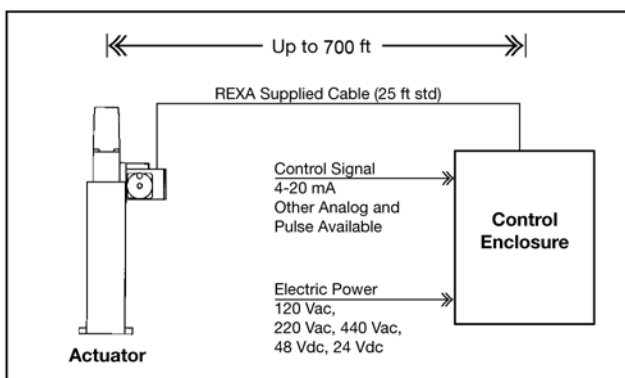 Up to 700 ft
REXA Supplied Cable (25 ft std)
Control Signal
4-20 mA
Other Analog and
Pulse Available
Control
Enclosure
Electric Power
120 Vac,
220 Vac, 440 Vac,
48 Vdc, 24 Vdc
Actuator